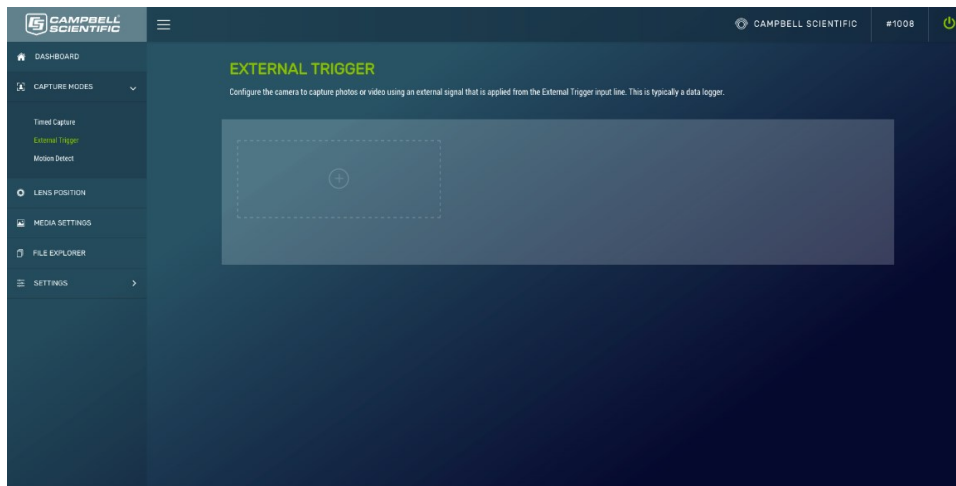 CAMPBELL
SCIENTIFIC
CAMPBELL SCIENTIFIC
#1008
DASHBOARD
CAPTURE MODES
Timed Capture
External Trigger
Motion Detect
LENS POSITION
MEDIA SETTINGS
FILE EXPLORER
SETTINGS
EXTERNAL TRIGGER
Configure the camera to capture photos or video using an external signal that is applied from the External Trigger input line. This is typically a data logger.